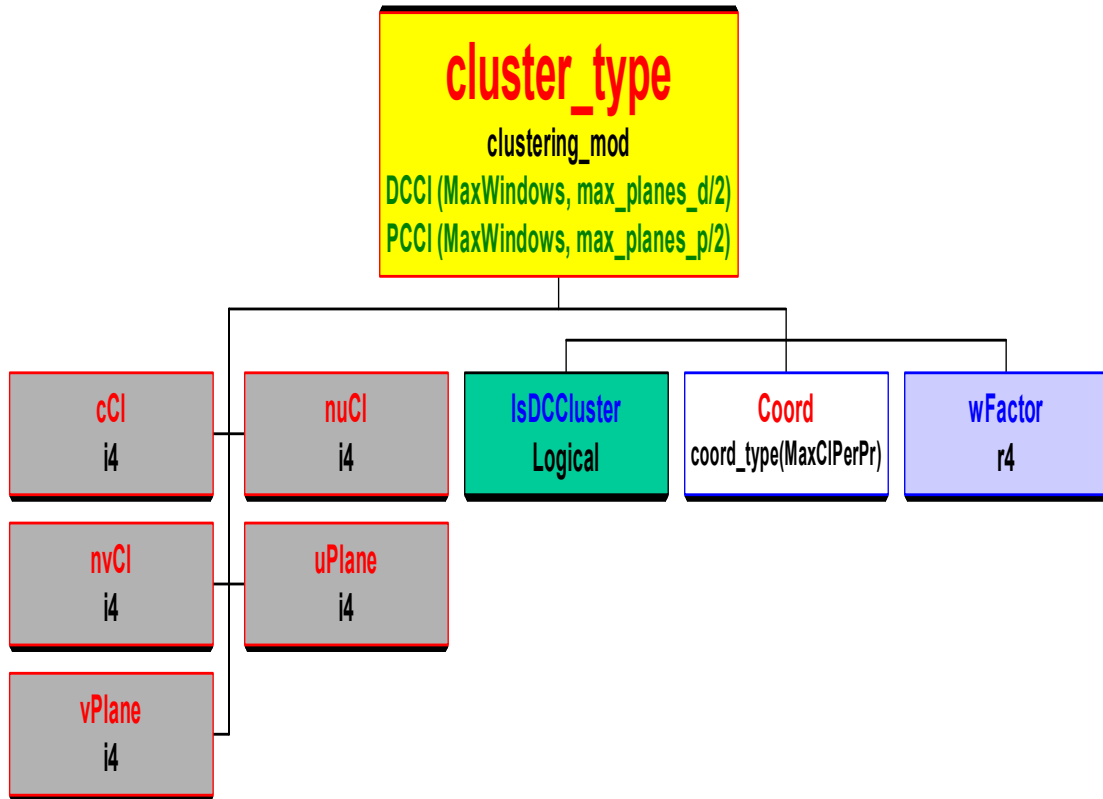 cluster_type
clustering_mod
DCCl (MaxWindows, max_planes_d/2)
PCCl (MaxWindows, max_planes_p/2)
cCl
i4
nuCl
i4
IsDCCluster
Logical
Coord
coord_type(MaxClPerPr)
wFactor
r4
nvCl
i4
uPlane
i4
vPlane
i4